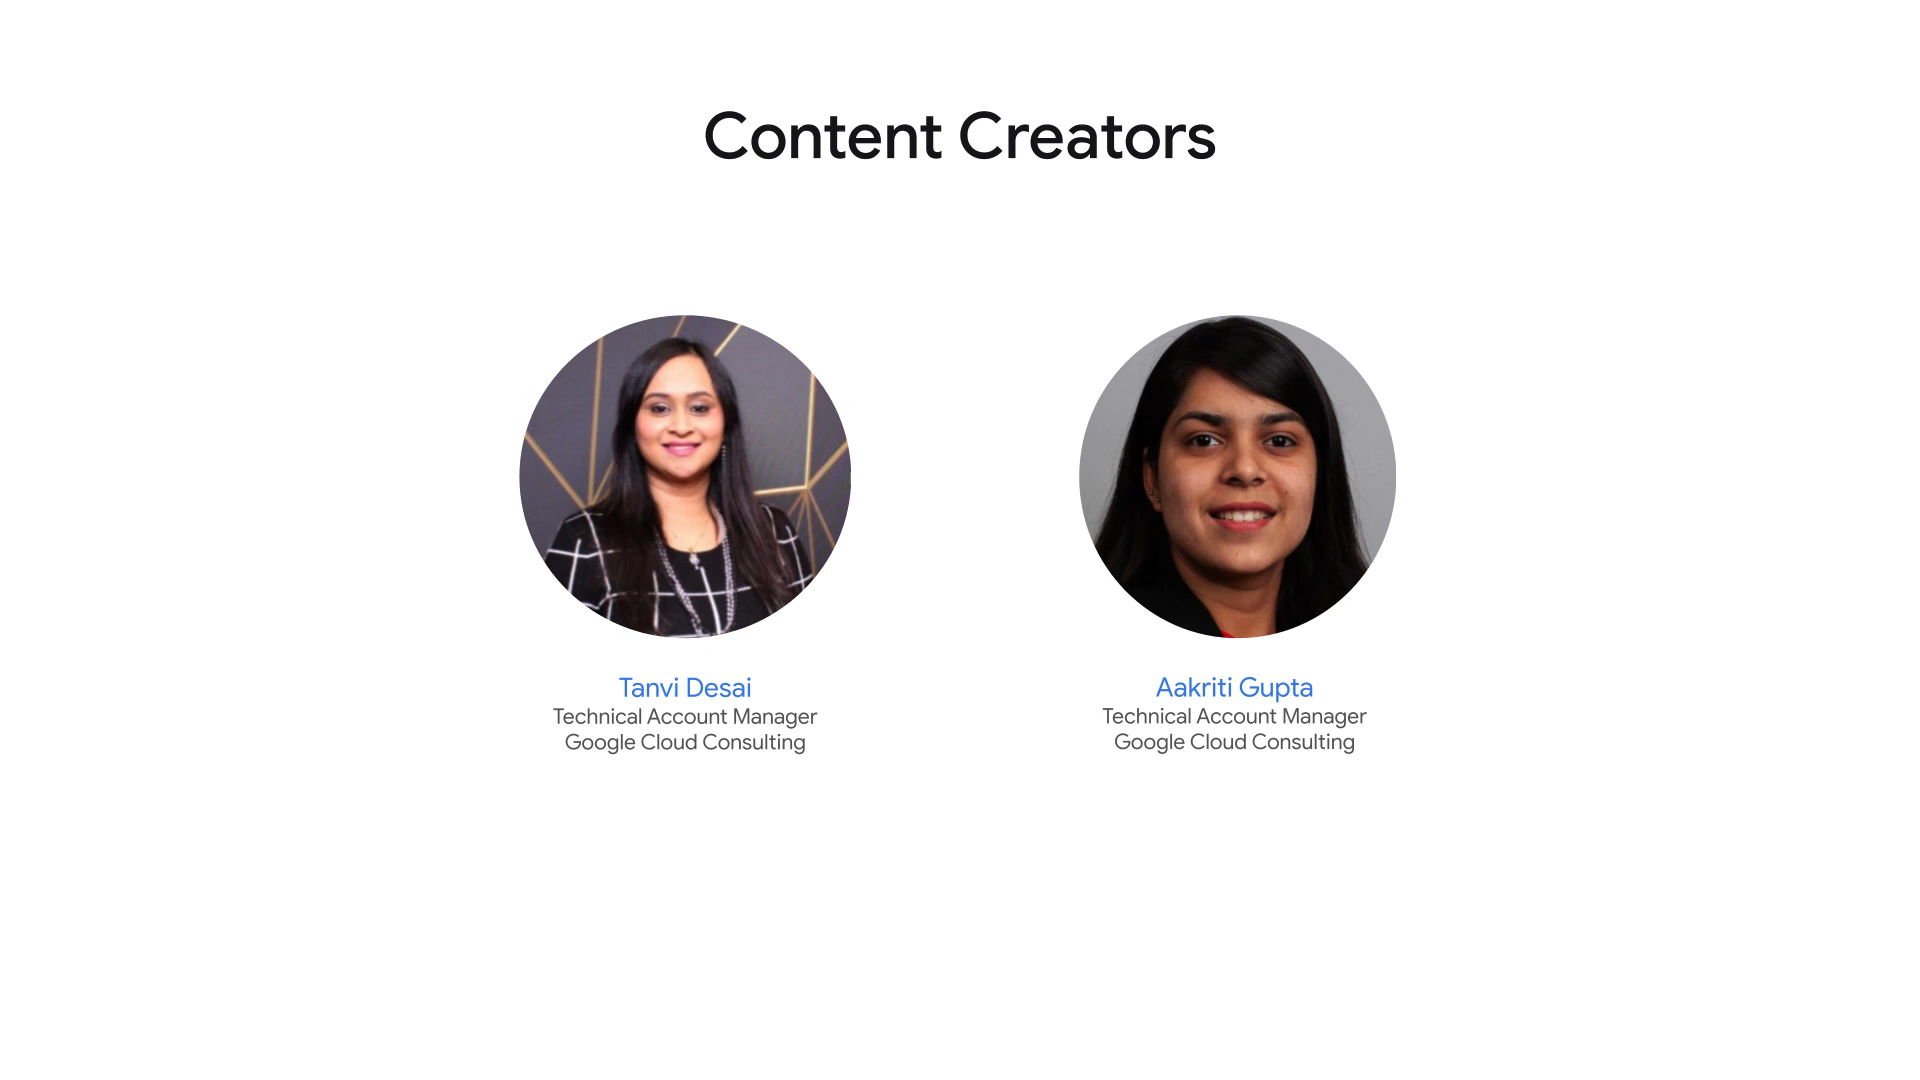 Content Creators
Tanvi Desai
Technical Account Manager
Google Cloud Consulting
Aakriti Gupta
Technical Account Manager
Google Cloud Consulting